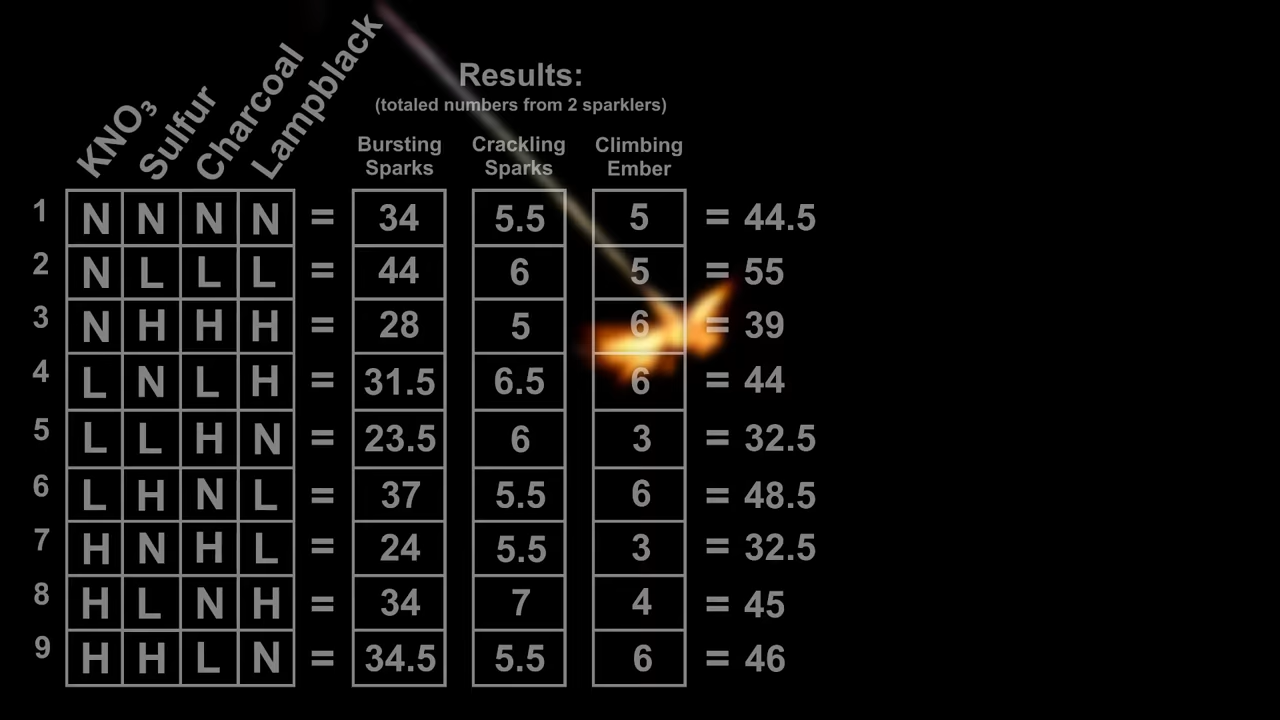 KNO₃ Sulfur Charcoal Lampblack
Results:
(totaled numbers from 2 sparklers)
Bursting Sparks Crackling Sparks Climbing Ember
1 N N N N = 34 5.5 5 = 44.5
2 N L L L = 44 6 5 = 55
3 N H H H = 28 5 6 = 39
4 L N L H = 31.5 6.5 6 = 44
5 L L H N = 23.5 6 3 = 32.5
6 L H N L = 37 5.5 6 = 48.5
7 H N H L = 24 5.5 3 = 32.5
8 H L N H = 34 7 4 = 45
9 H H L N = 34.5 5.5 6 = 46